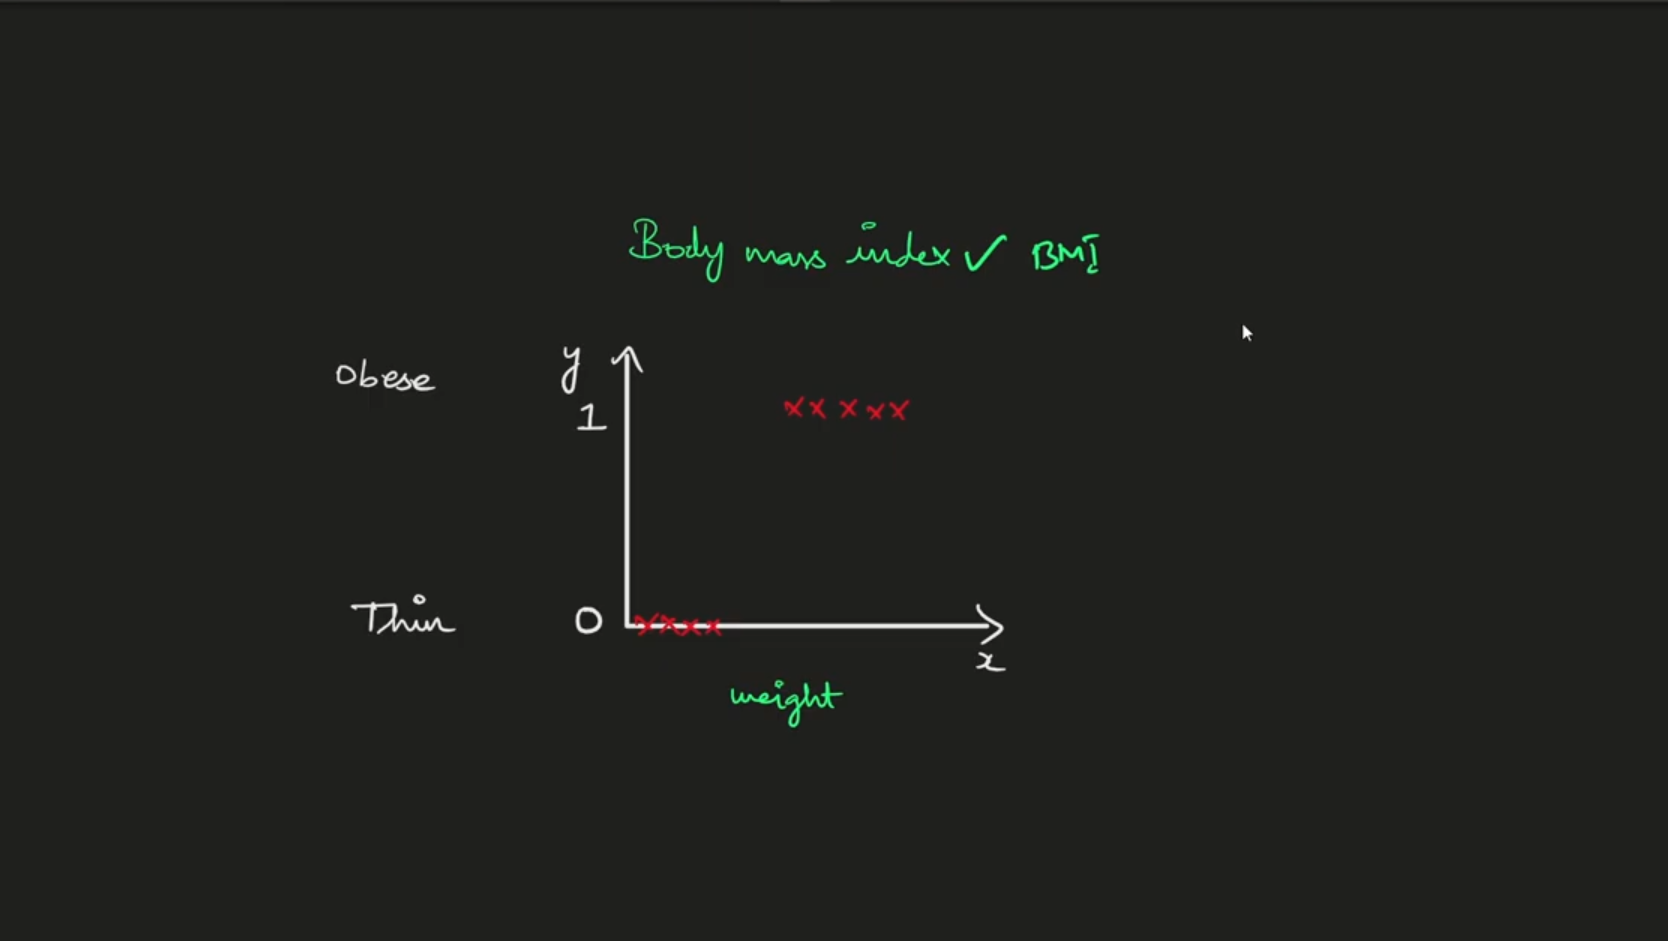 Body mass index ✓ BMI
Obese
y
1
Thin
0
x
weight